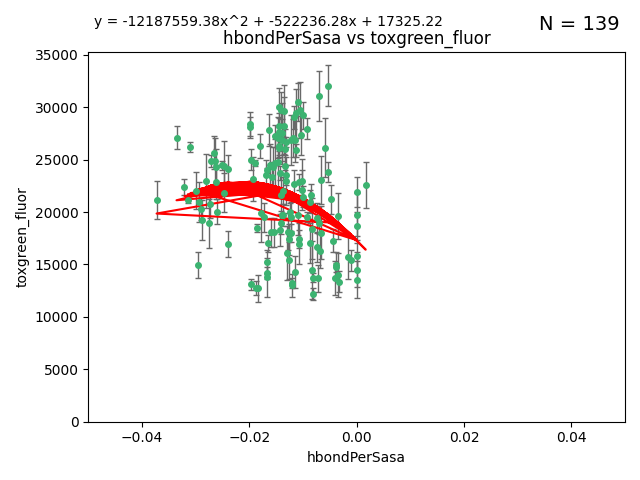 y = -12187559.38x^2 + -522236.28x + 17325.22
N = 139
hbondPerSasa vs toxgreen_fluor
35000
30000
25000
20000
15000
10000
5000
0
toxgreen_fluor
−0.04
−0.02
0.00
0.02
0.04
hbondPerSasa